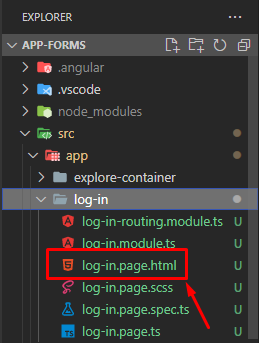 EXPLORER
APP-FORMS
.angular
.vscode
node_modules
src
app
explore-container
log-in
log-in-routing.module.ts U
log-in.module.ts U
log-in.page.html U
log-in.page.scss U
log-in.page.spec.ts U
TS log-in.page.ts U